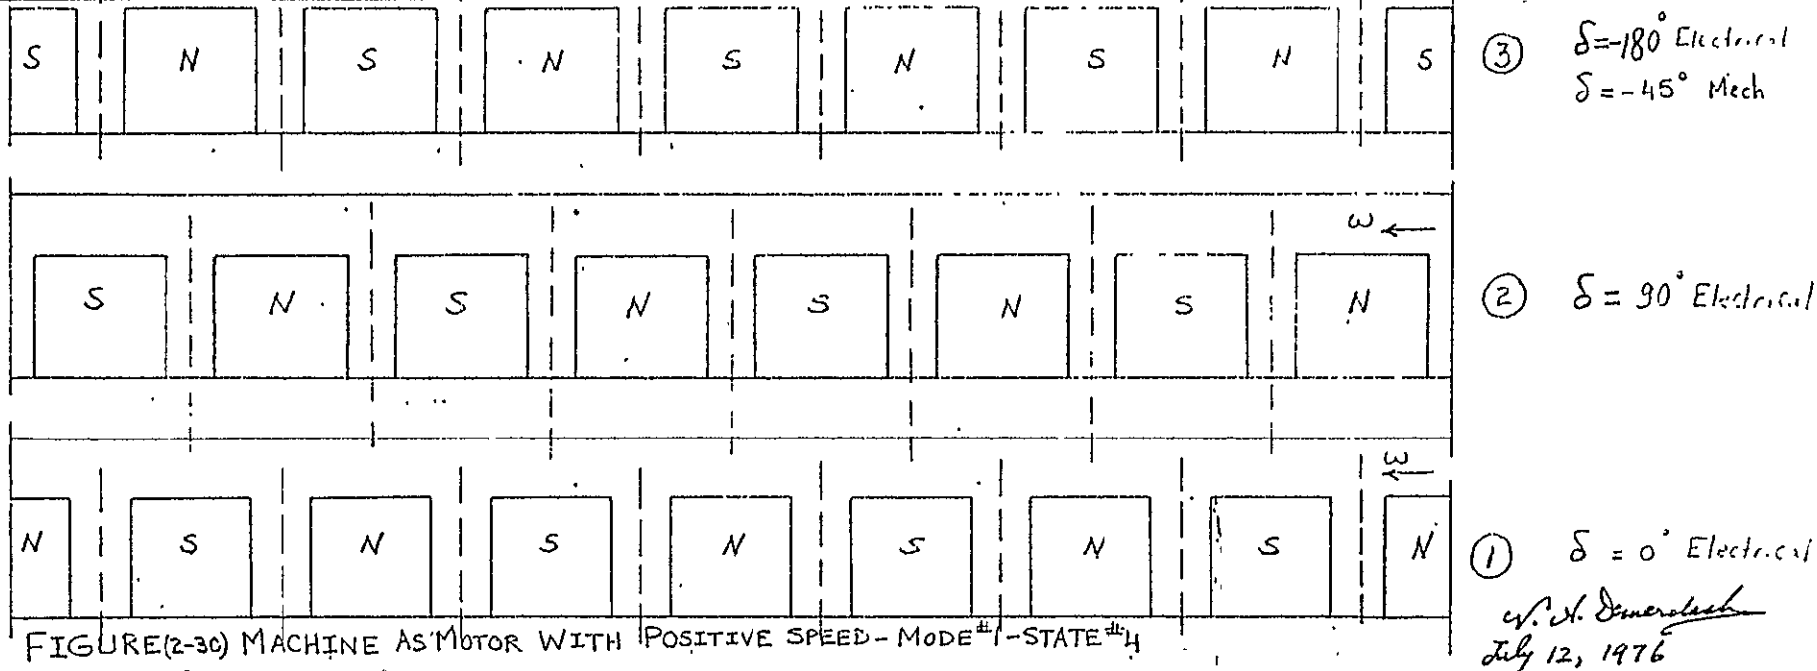 S N S N S N S N S
③ δ=-180° Electrical
δ = -45° Mech
ω
S N S N S N S N
② δ = 90° Electrical
ω
N S N S N S N S N
① δ = 0° Electrical
July 12, 1976
FIGURE(2-3c) MACHINE AS MOTOR WITH POSITIVE SPEED - MODE#1-STATE#4